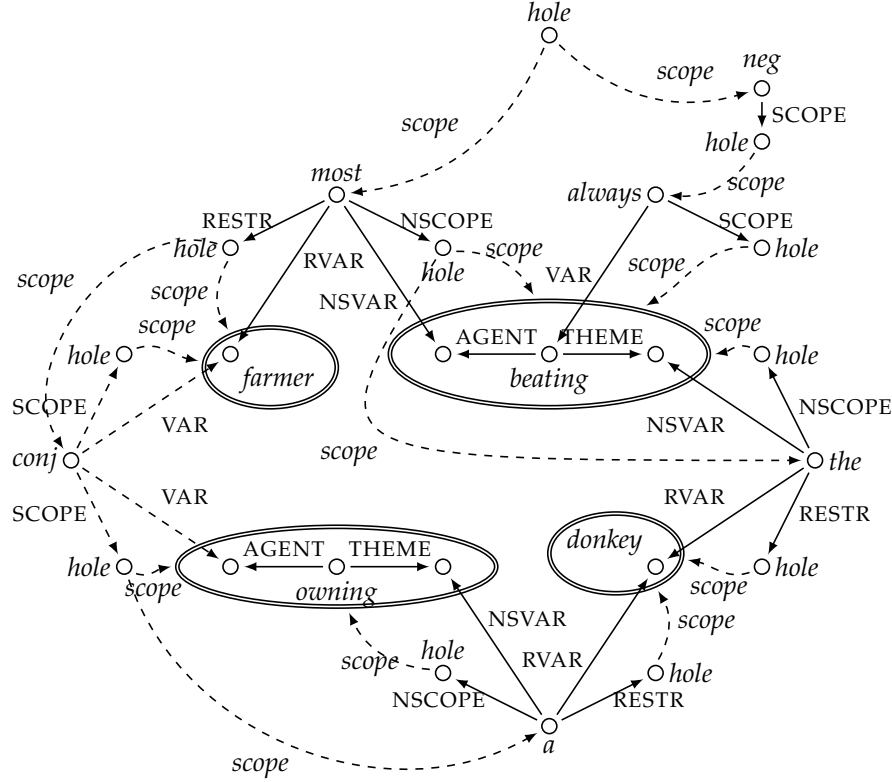 hole
neg
scope
SCOPE
scope
hole
scope
most
always
RESTR
NSCOPE
SCOPE
hole
RVAR
hole
scope
hole
scope
scope
NSVAR
VAR
scope
scope
hole
AGENT
THEME
scope
hole
farmer
beating
SCOPE
VAR
NSVAR
NSCOPE
conj
scope
the
SCOPE
VAR
RVAR
RESTR
hole
AGENT
THEME
donkey
hole
scope
owning
scope
NSVAR
scope
hole
scope
RVAR
hole
NSCOPE
RESTR
a
scope